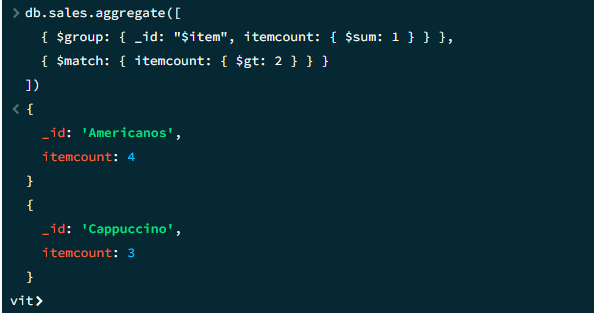 > db.sales.aggregate([
{ $group: { _id: "$item", itemcount: { $sum: 1 } } },
{ $match: { itemcount: { $gt: 2 } } }
])
< {
_id: 'Americanos',
itemcount: 4
}
{
_id: 'Cappuccino',
itemcount: 3
}
vit>